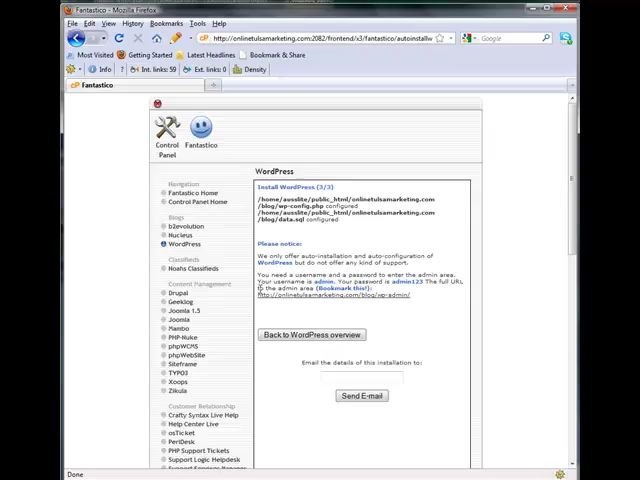 Fantastico - Mozilla Firefox
File Edit View History Bookmarks Tools Help
http://onlinetulsamarketing.com:2082/frontend/x3/fantastico/autoinstallw
Google
Most Visited Getting Started Latest Headlines Bookmark & Share
Info ? Int. links: 59 Ext. links: 0 Density
Fantastico
Control Panel
Fantastico
WordPress
Navigation
Fantastico Home
Control Panel Home
Blogs
b2evolution
Nucleus
WordPress
Classifieds
Noahs Classifieds
Content Management
Drupal
Geeklog
Joomla 1.5
Joomla
Mambo
PHP-Nuke
phpWCMS
phpWebSite
Siteframe
TYPO3
Xoops
Zikula
Customer Relationship
Crafty Syntax Live Help
Help Center Live
osTicket
PerlDesk
PHP Support Tickets
Support Logic Helpdesk
Support Services Manager
Install WordPress (3/3)
/home/ausslite/public_html/onlinetulsamarketing.com
/blog/wp-config.php configured
/home/ausslite/public_html/onlinetulsamarketing.com
/blog/data.sql configured
Please notice:
We only offer auto-installation and auto-configuration of
WordPress but do not offer any kind of support.
You need a username and a password to enter the admin area.
Your username is admin. Your password is admin123 The full URL
to the admin area (Bookmark this!):
http://onlinetulsamarketing.com/blog/wp-admin/
Back to WordPress overview
Email the details of this installation to:
Send E-mail
Done